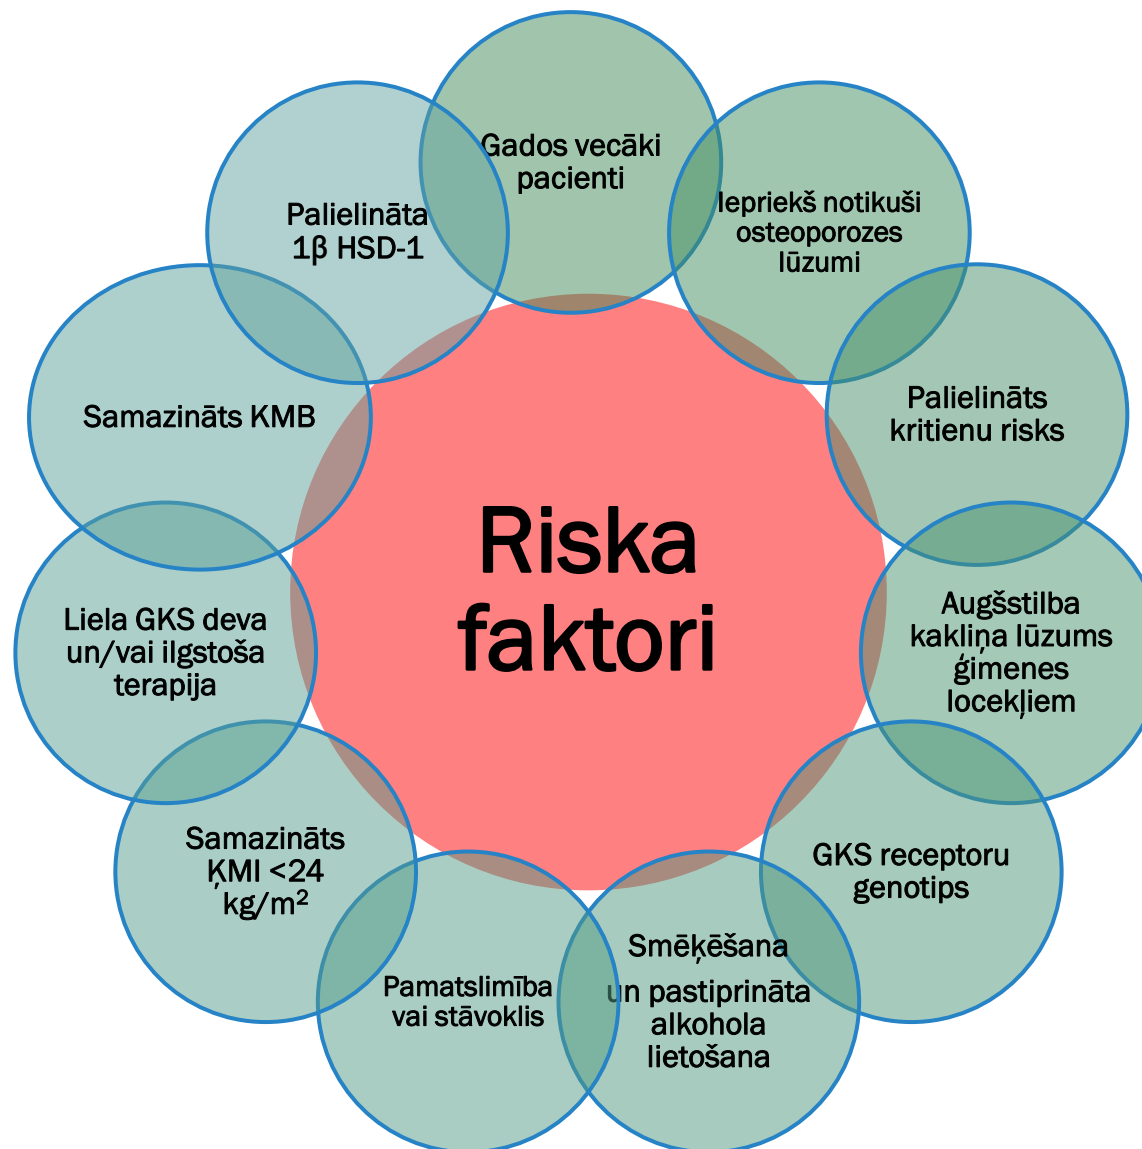 Gados vecāki
pacienti
Iepriekš notikuši
osteoporozes
lūzumi
Palielināts
kritienu risks
Augšstilba
kakliņa lūzums
ģimenes
locekļiem
GKS receptoru
genotips
Smēķēšana
un pastiprināta
alkohola
lietošana
Pamatslimība
vai stāvoklis
Samazināts
ĶMI <24
kg/m²
Liela GKS deva
un/vai ilgstoša
terapija
Samazināts KMB
Palielināta
1β HSD-1
Riska
faktori